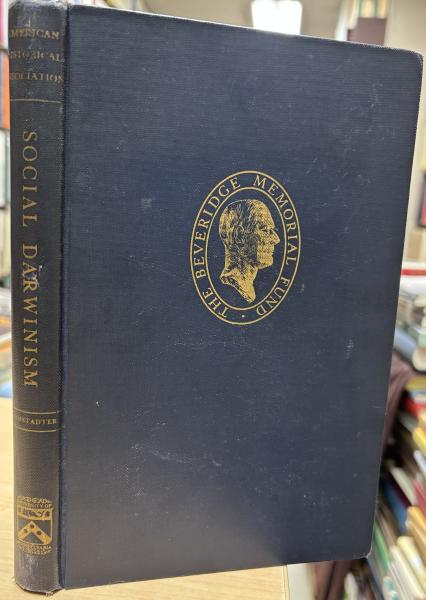 AMERICAN
HISTORICAL
ASSOCIATION
SOCIAL DARWINISM
HOFSTADTER
THE BEVERIDGE MEMORIAL FUND